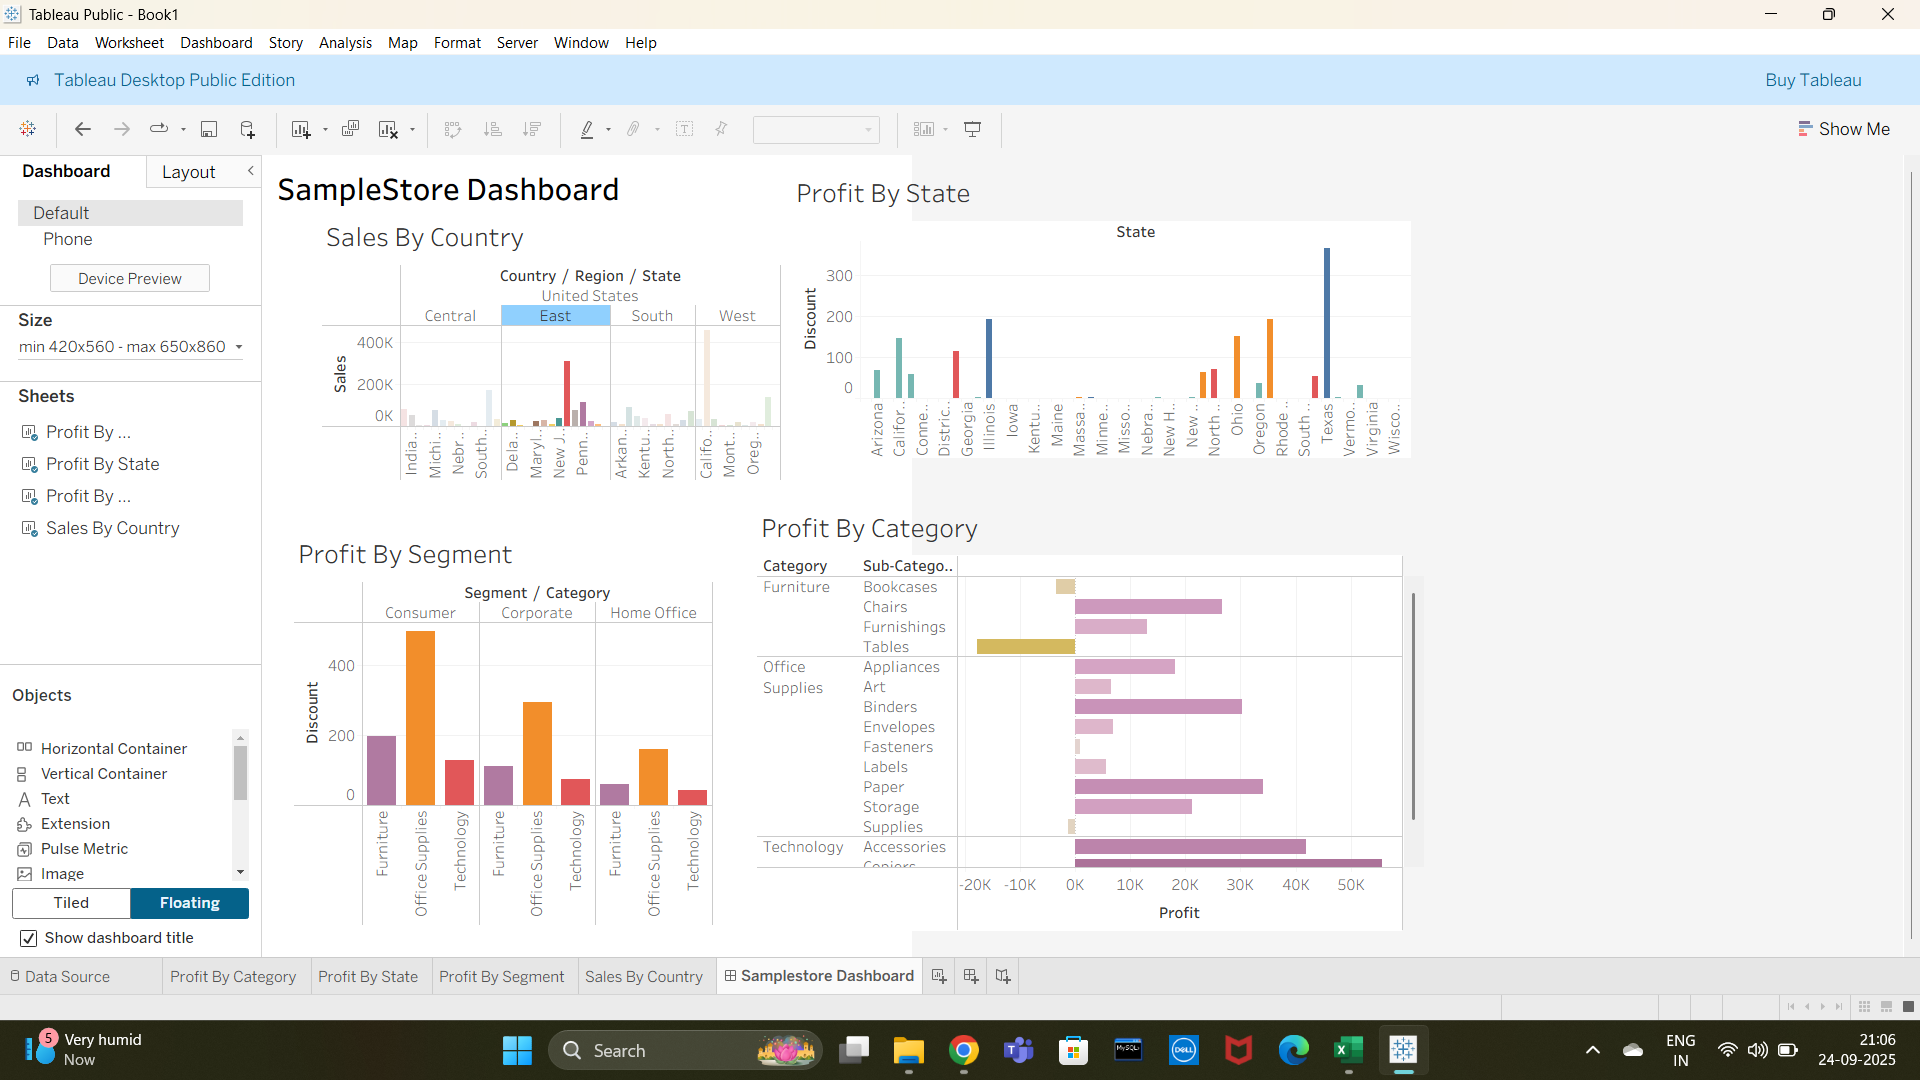 Tableau Public - Book1
File Data Worksheet Dashboard Story Analysis Map Format Server Window Help
Tableau Desktop Public Edition
Buy Tableau
Show Me
Dashboard
Layout
Default
Phone
Device Preview
Size
min 420x560 - max 650x860
Sheets
Profit By ...
Profit By State
Profit By ...
Sales By Country
Objects
Horizontal Container
Vertical Container
Text
Extension
Pulse Metric
Image
Tiled
Floating
Show dashboard title
SampleStore Dashboard
Sales By Country
Country / Region / State
United States
Central East South West
Sales
400K
200K
0K
India..
Michi..
Nebr..
South..
Dela..
Maryl..
New J..
Penn..
Arkan..
Kentu..
North..
Califo..
Mont..
Oreg..
Profit By State
State
Discount
300
200
100
0
Arizona
Califor..
Conne..
Distric..
Georgia
Illinois
Iowa
Kentu..
Maine
Massa..
Minne..
Misso..
Nebra..
New H..
New ..
North ..
Ohio
Oregon
Rhode ..
South ..
Texas
Vermo..
Virginia
Wisco..
Profit By Segment
Segment / Category
Consumer Corporate Home Office
Discount
400
200
0
Furniture
Office Supplies
Technology
Furniture
Office Supplies
Technology
Furniture
Office Supplies
Technology
Profit By Category
Category Sub-Catego..
Furniture Bookcases
Chairs
Furnishings
Tables
Office Appliances
Supplies Art
Binders
Envelopes
Fasteners
Labels
Paper
Storage
Supplies
Technology Accessories
Copiers
-20K -10K 0K 10K 20K 30K 40K 50K
Profit
Data Source Profit By Category Profit By State Profit By Segment Sales By Country Samplestore Dashboard
5
Very humid
Now
Search
MySQL
DELL
ENG
IN
21:06
24-09-2025